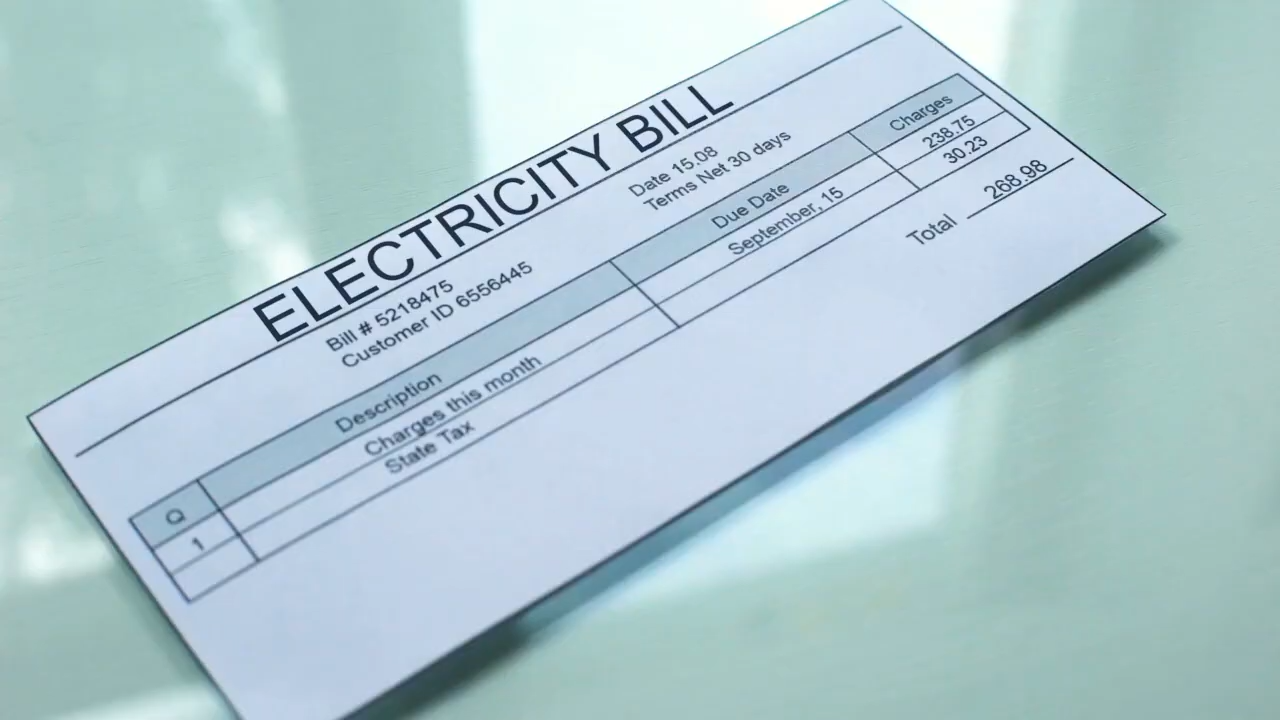 ELECTRICITY BILL
Bill # 5218475
Customer ID 6556445
Date 15.08
Terms Net 30 days
Q Description Due Date Charges
1 Charges this month September, 15 238.75
State Tax 30.23
Total 268.98